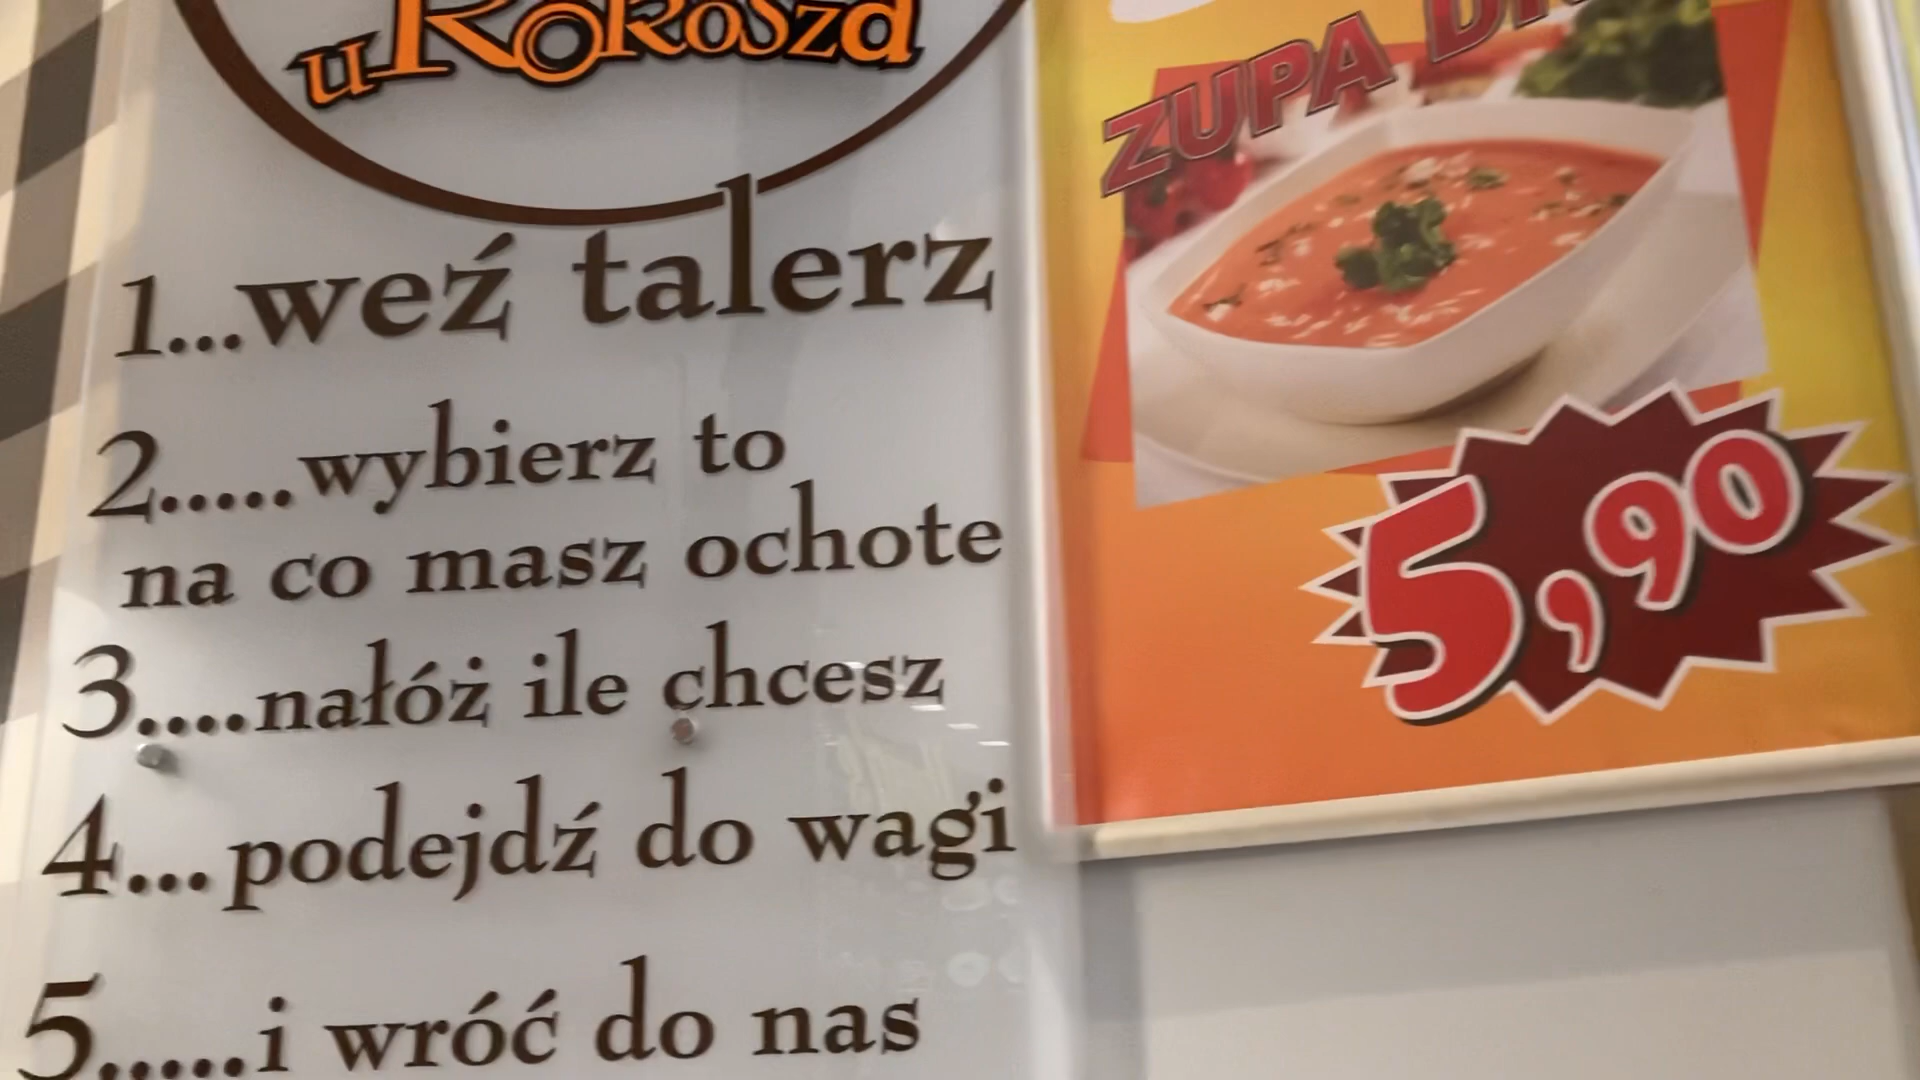 u Rokosza
1...weź talerz
2.....wybierz to
na co masz ochote
3....nałóż ile chcesz
4...podejdź do wagi
5.....i wróć do nas
ZUPA
5,90